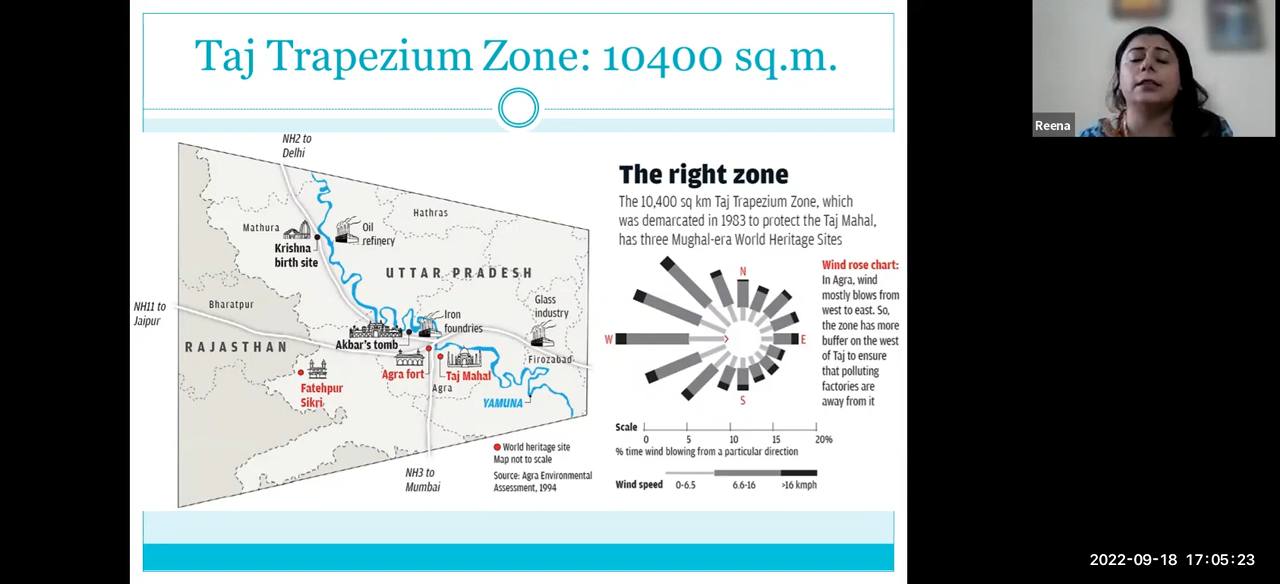 Taj Trapezium Zone: 10400 sq.m.
NH2 to
Delhi
Hathras
Mathura
Oil
refinery
Krishna
birth site
UTTAR PRADESH
NH11 to
Jaipur
Bharatpur
Glass
industry
Iron
foundries
RAJASTHAN
Akbar's tomb
Firozabad
Agra fort
Taj Mahal
Agra
Fatehpur
Sikri
YAMUNA
World heritage site
Map not to scale
Source: Agra Environmental
Assessment, 1994
NH3 to
Mumbai
The right zone
The 10,400 sq km Taj Trapezium Zone, which
was demarcated in 1983 to protect the Taj Mahal,
has three Mughal-era World Heritage Sites
N
W
E
S
Wind rose chart:
In Agra, wind
mostly blows from
west to east. So,
the zone has more
buffer on the west
of Taj to ensure
that polluting
factories are
away from it
Scale
0 5 10 15 20%
% time wind blowing from a particular direction
Wind speed 0-6.5 6.6-16 >16 kmph
Reena
2022-09-18 17:05:23